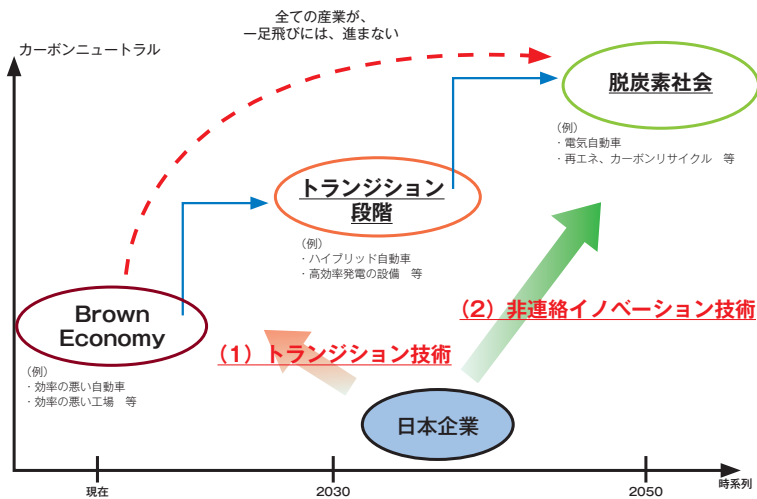 全ての産業が、
一足飛びには、進まない
カーボンニュートラル
脱炭素社会
（例）
・電気自動車
・再エネ、カーボンリサイクル　等
トランジション
段階
（例）
・ハイブリッド自動車
・高効率発電の設備　等
Brown
Economy
（例）
・効率の悪い自動車
・効率の悪い工場　等
（1）トランジション技術
（2）非連絡イノベーション技術
日本企業
現在
2030
2050
時系列